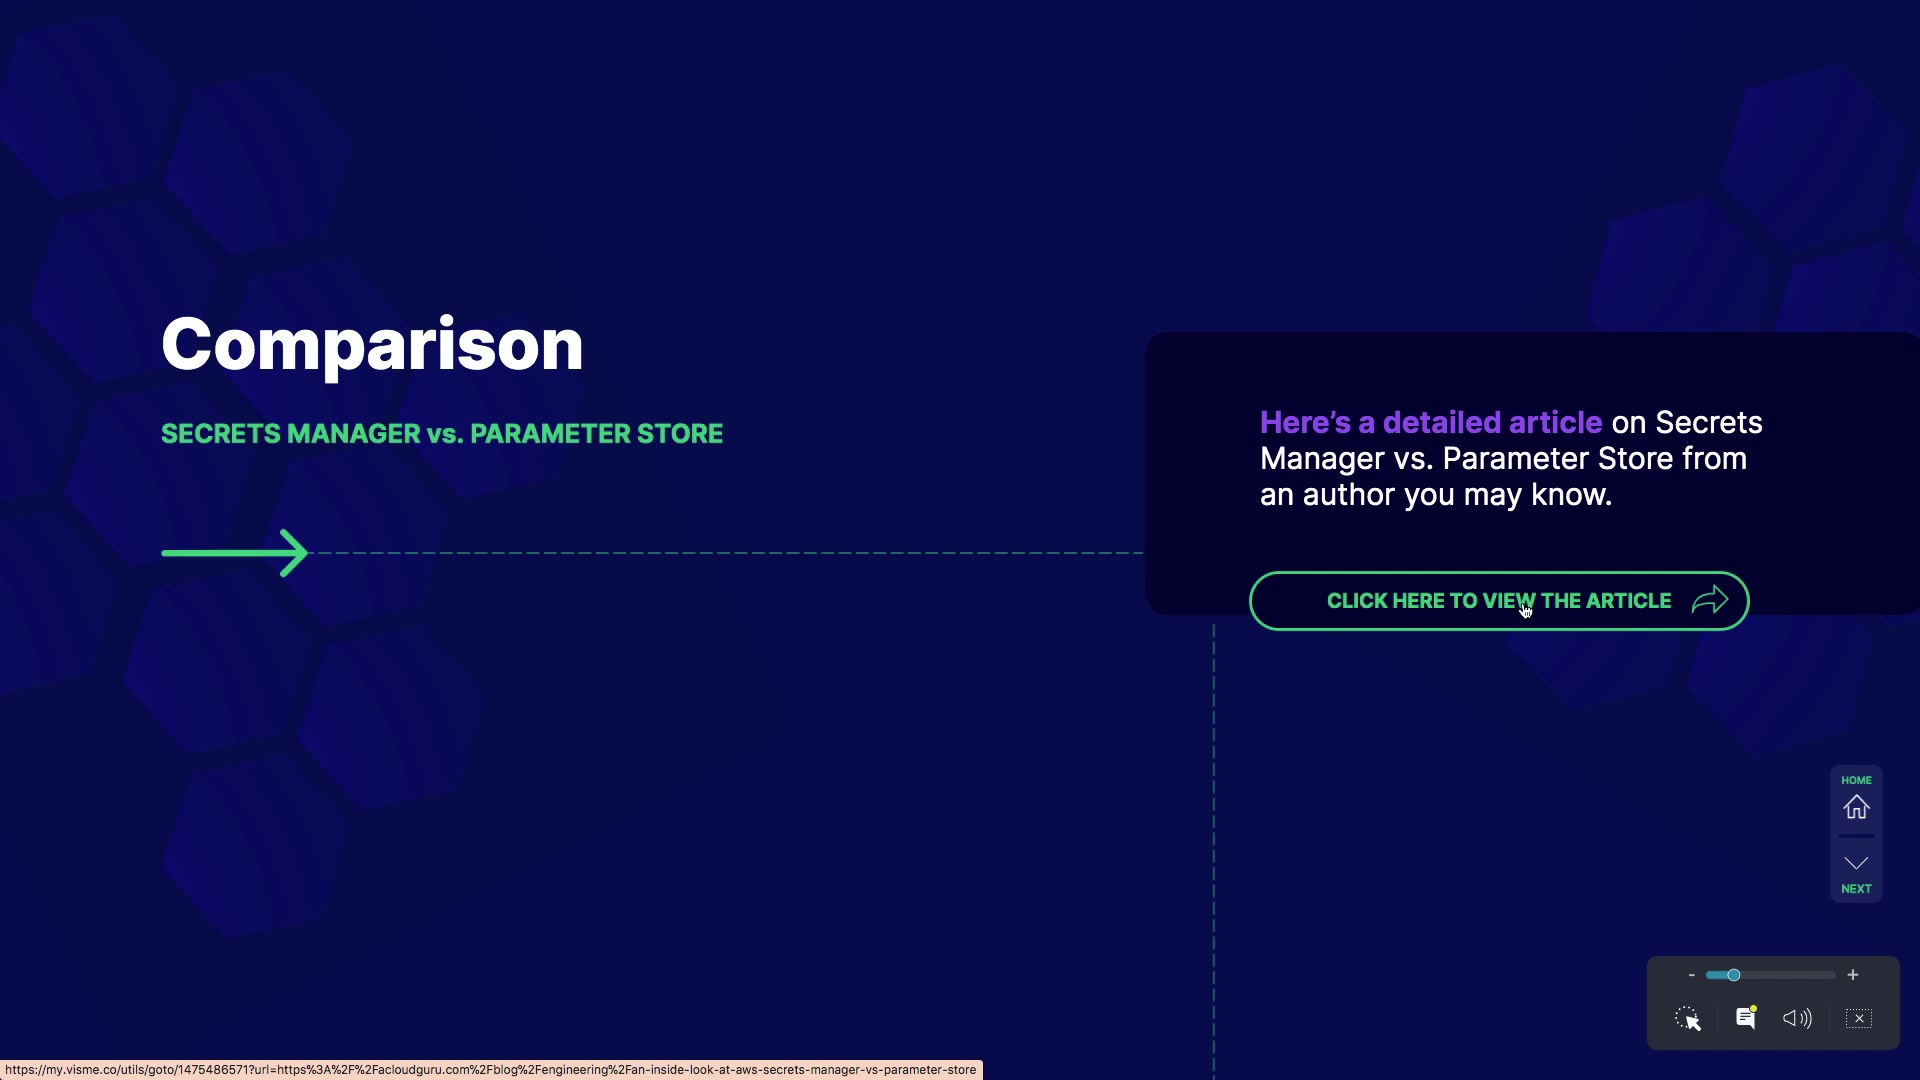 Comparison
SECRETS MANAGER vs. PARAMETER STORE
Here’s a detailed article on Secrets
Manager vs. Parameter Store from
an author you may know.
CLICK HERE TO VIEW THE ARTICLE
HOME
NEXT
- +
https://my.visme.co/utils/goto/1475486571?url=https%3A%2F%2Facloudguru.com%2Fblog%2Fengineering%2Fan-inside-look-at-aws-secrets-manager-vs-parameter-store